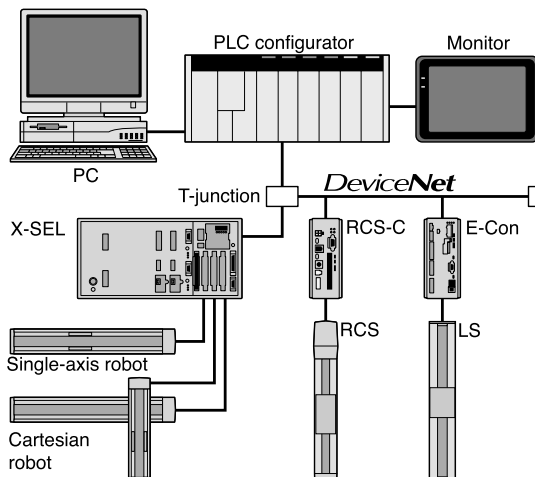 PLC configurator
Monitor
PC
T-junction
DeviceNet
X-SEL
RCS-C
E-Con
RCS
LS
Single-axis robot
Cartesian
robot